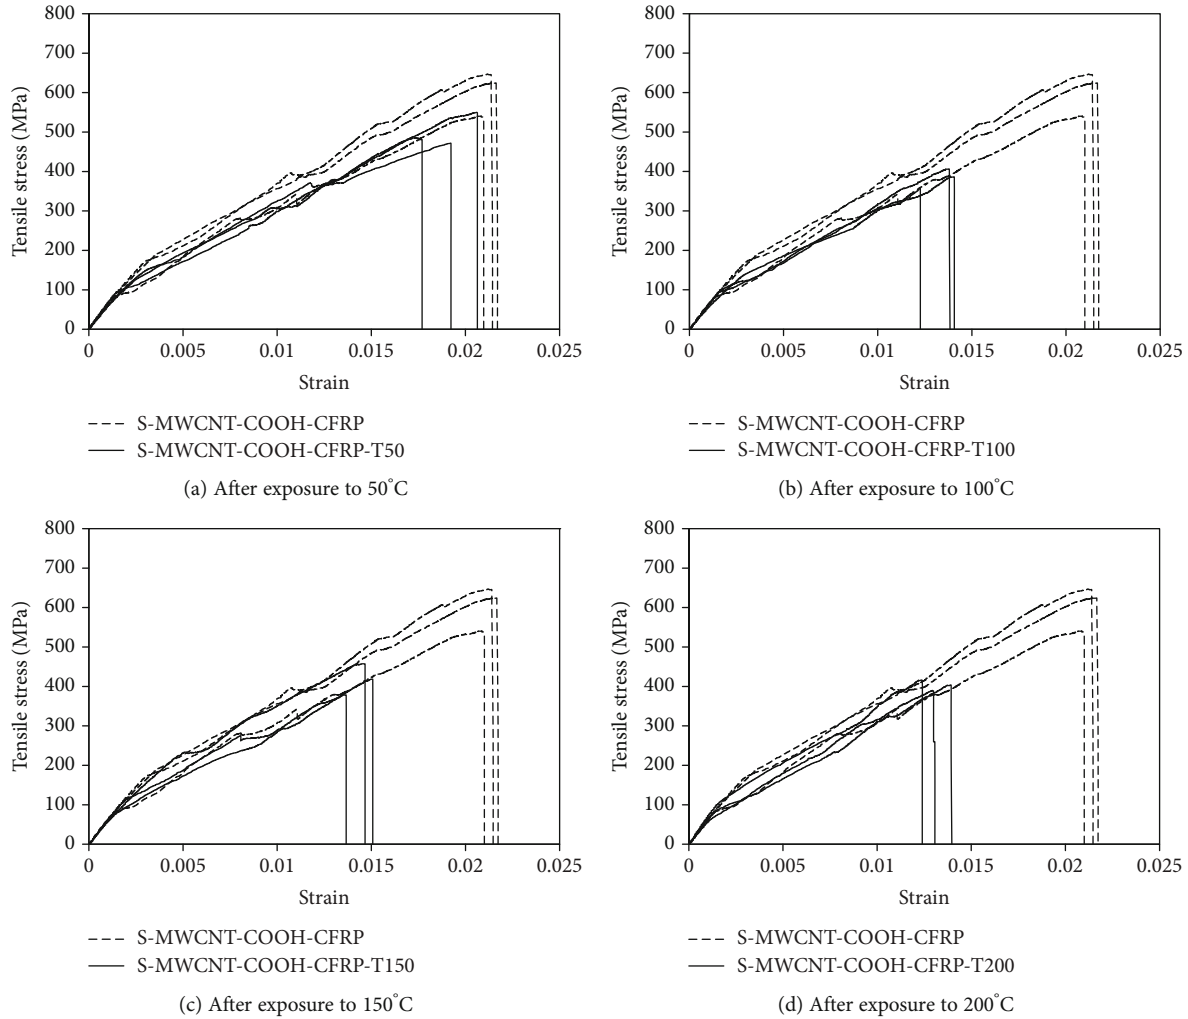 800
700
600
500
400
300
200
100
0
Tensile stress (MPa)
0 0.005 0.01 0.015 0.02 0.025
Strain
S-MWCNT-COOH-CFRP
S-MWCNT-COOH-CFRP-T50
(a) After exposure to 50°C
800
700
600
500
400
300
200
100
0
Tensile stress (MPa)
0 0.005 0.01 0.015 0.02 0.025
Strain
S-MWCNT-COOH-CFRP
S-MWCNT-COOH-CFRP-T100
(b) After exposure to 100°C
800
700
600
500
400
300
200
100
0
Tensile stress (MPa)
0 0.005 0.01 0.015 0.02 0.025
Strain
S-MWCNT-COOH-CFRP
S-MWCNT-COOH-CFRP-T150
(c) After exposure to 150°C
800
700
600
500
400
300
200
100
0
Tensile stress (MPa)
0 0.005 0.01 0.015 0.02 0.025
Strain
S-MWCNT-COOH-CFRP
S-MWCNT-COOH-CFRP-T200
(d) After exposure to 200°C